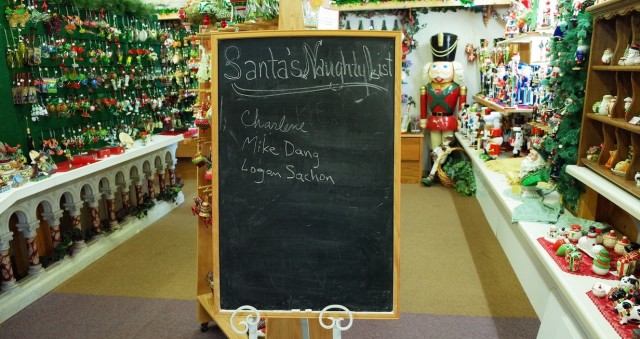 Santa's Naughty List
Charlene
Mike Dang
Logan Sachon